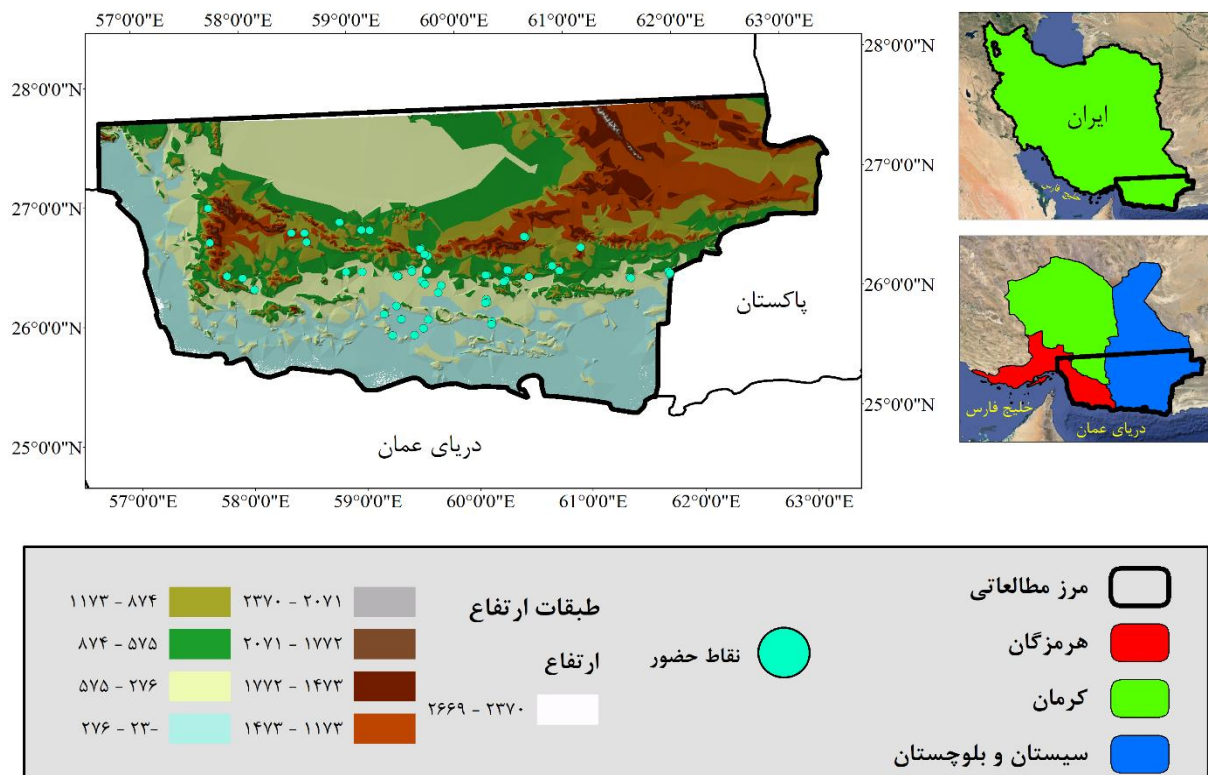 57°0'0"E 58°0'0"E 59°0'0"E 60°0'0"E 61°0'0"E 62°0'0"E 63°0'0"E
28°0'0"N
27°0'0"N
26°0'0"N
25°0'0"N
28°0'0"N
27°0'0"N
26°0'0"N
25°0'0"N
پاکستان
دریای عمان
57°0'0"E 58°0'0"E 59°0'0"E 60°0'0"E 61°0'0"E 62°0'0"E 63°0'0"E
ایران
خلیج فارس
خلیج فارس
دریای عمان
مرز مطالعاتی
هرمزگان
کرمان
سیستان و بلوچستان
نقاط حضور
طبقات ارتفاع
ارتفاع
۲۶۶۹ - ۲۳۷۰
۲۳۷۰ - ۲۰۷۱
۲۰۷۱ - ۱۷۷۲
۱۷۷۲ - ۱۴۷۳
۱۴۷۳ - ۱۱۷۳
۱۱۷۳ - ۸۷۴
۸۷۴ - ۵۷۵
۵۷۵ - ۲۷۶
۲۷۶ - ۲۳-